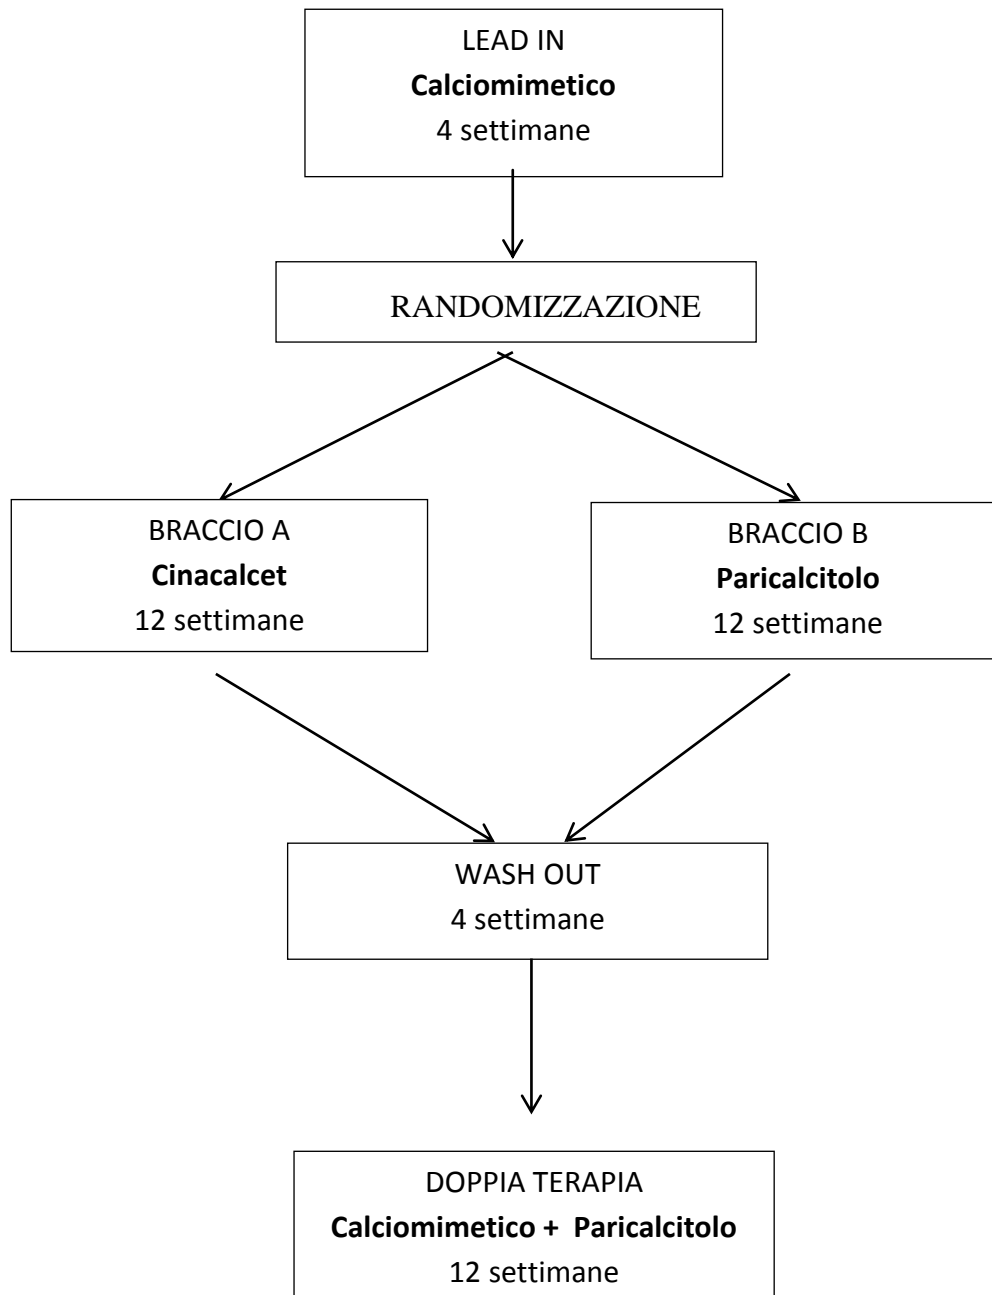 LEAD IN
Calciomimetico
4 settimane
RANDOMIZZAZIONE
BRACCIO A
Cinacalcet
12 settimane
BRACCIO B
Paricalcitolo
12 settimane
WASH OUT
4 settimane
DOPPIA TERAPIA
Calciomimetico + Paricalcitolo
12 settimane